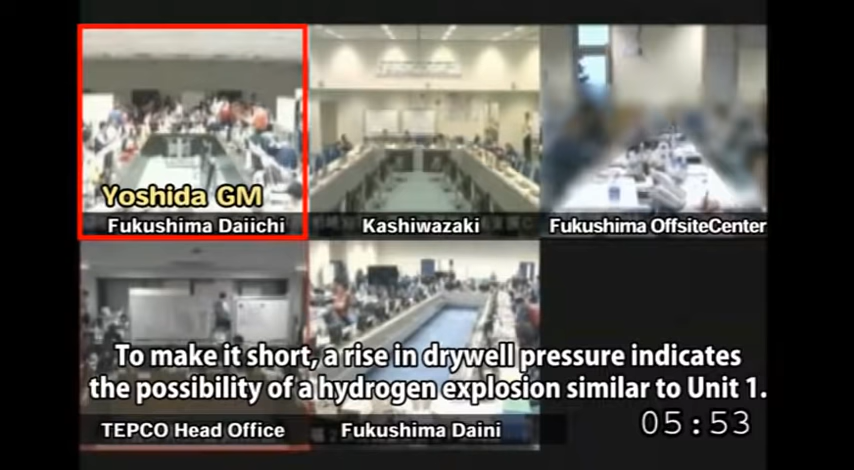 Yoshida GM
Fukushima Daiichi
Kashiwazaki
Fukushima OffsiteCenter
To make it short, a rise in drywell pressure indicates
the possibility of a hydrogen explosion similar to Unit 1.
TEPCO Head Office
Fukushima Daini
05:53